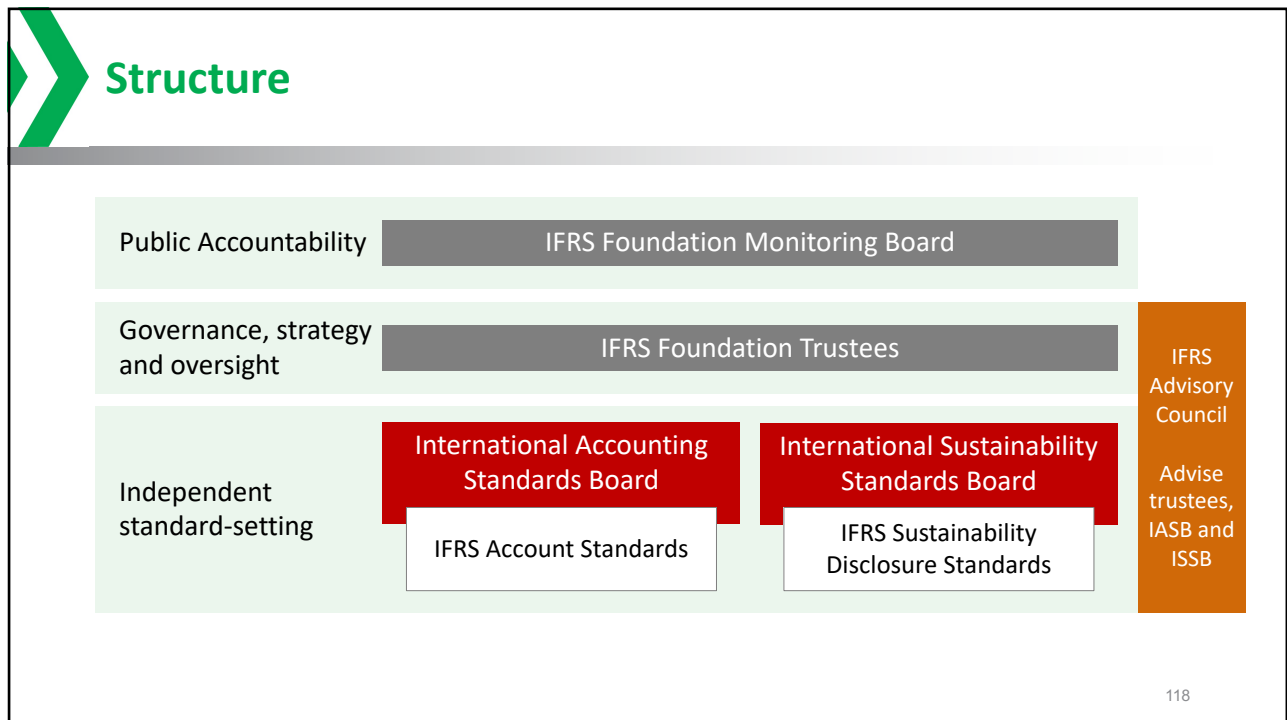 Structure
Public Accountability
IFRS Foundation Monitoring Board
Governance, strategy
and oversight
IFRS Foundation Trustees
Independent
standard-setting
International Accounting
Standards Board
IFRS Account Standards
International Sustainability
Standards Board
IFRS Sustainability
Disclosure Standards
IFRS
Advisory
Council
Advise
trustees,
IASB and
ISSB
118